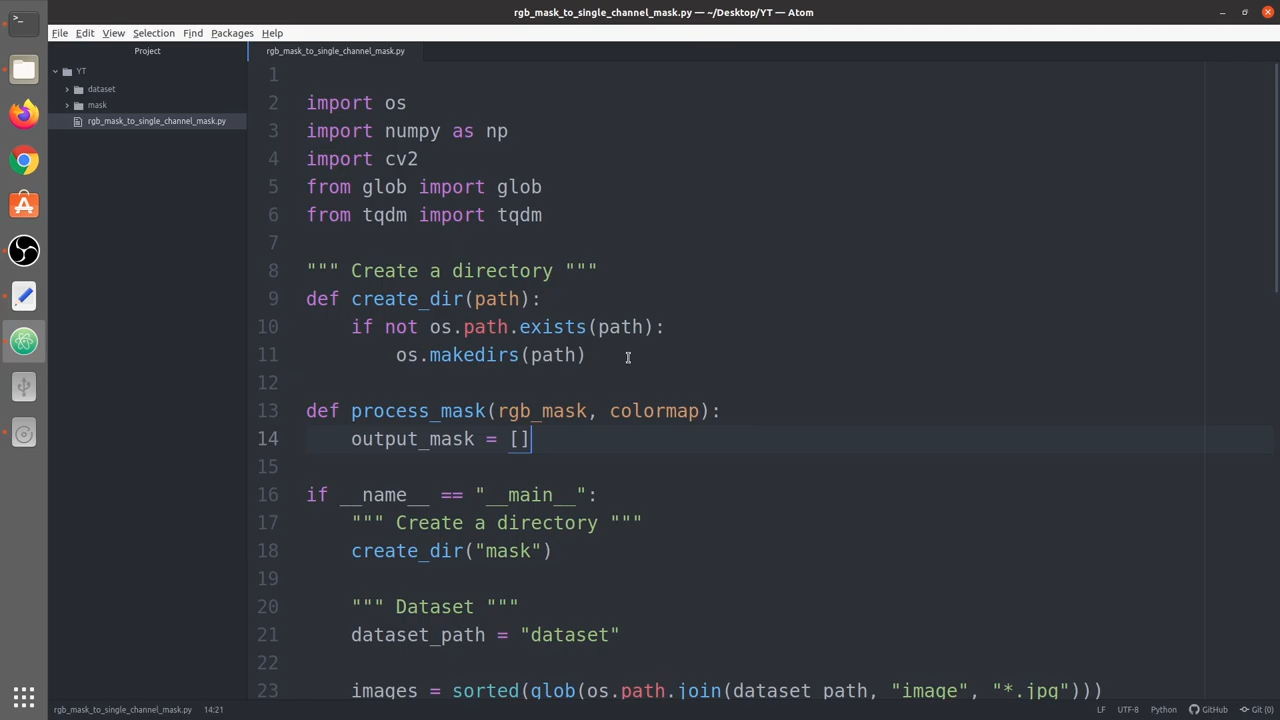 rgb_mask_to_single_channel_mask.py — ~/Desktop/YT — Atom
File Edit View Selection Find Packages Help
Project
rgb_mask_to_single_channel_mask.py
YT
dataset
mask
rgb_mask_to_single_channel_mask.py
1
2 import os
3 import numpy as np
4 import cv2
5 from glob import glob
6 from tqdm import tqdm
7
8 """ Create a directory """
9 def create_dir(path):
10     if not os.path.exists(path):
11         os.makedirs(path)
12
13 def process_mask(rgb_mask, colormap):
14     output_mask = []
15
16 if __name__ == "__main__":
17     """ Create a directory """
18     create_dir("mask")
19
20     """ Dataset """
21     dataset_path = "dataset"
22
23     images = sorted(glob(os.path.join(dataset_path, "image", "*.jpg")))
rgb_mask_to_single_channel_mask.py 14:21 LF UTF-8 Python GitHub Git (0)